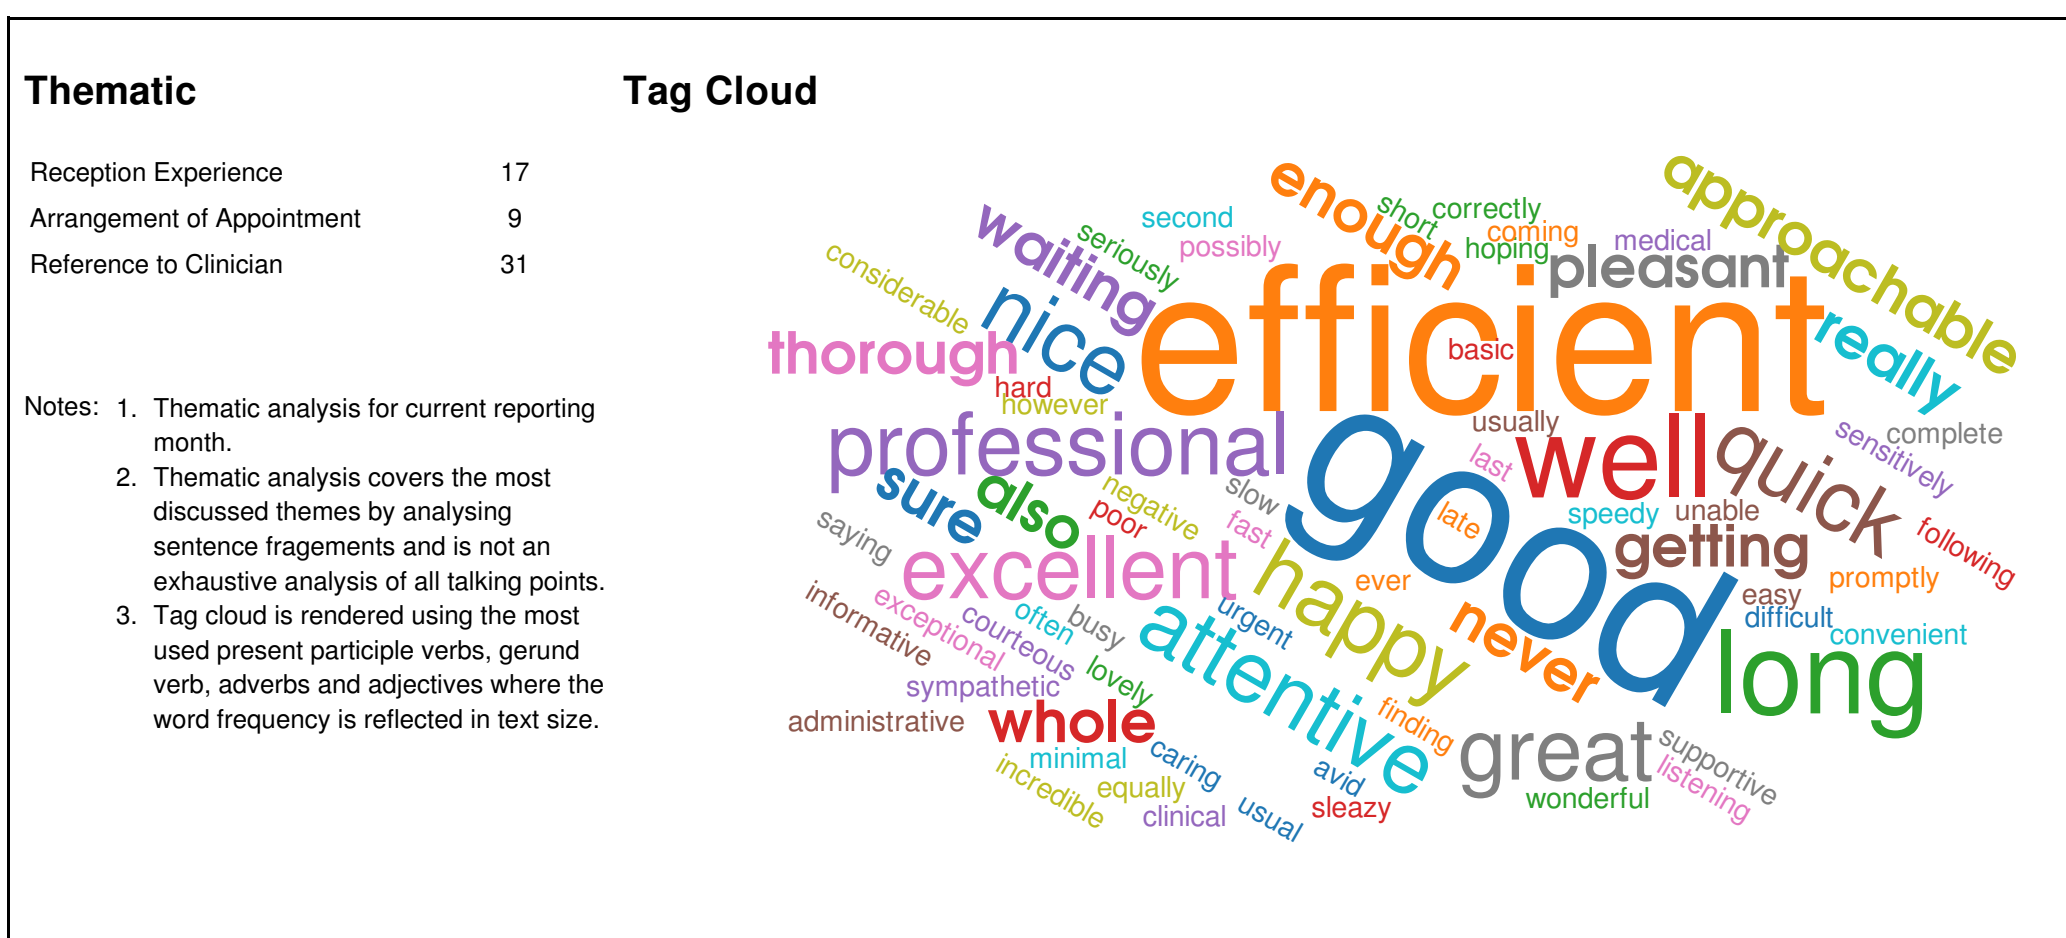 Thematic
Tag Cloud
Reception Experience 17
Arrangement of Appointment 9
Reference to Clinician 31
Notes: 1. Thematic analysis for current reporting
month.
2. Thematic analysis covers the most
discussed themes by analysing
sentence fragements and is not an
exhaustive analysis of all talking points.
3. Tag cloud is rendered using the most
used present participle verbs, gerund
verb, adverbs and adjectives where the
word frequency is reflected in text size.
approachable
enough
short
correctly
second
waiting
seriously
possibly
coming
hoping
medical
pleasant
considerable
nice
efficient
really
thorough
basic
hard
however
professional
usually
good
well
quick
sensitively
complete
last
sure
also
negative
poor
slow
fast
late
speedy
unable
saying
excellent
getting
following
happy
ever
promptly
easy
difficult
convenient
informative
exceptional
courteous
often
busy
urgent
attentive
never
long
lovely
sympathetic
administrative
whole
finding
great
supportive
listening
minimal
caring
incredible
equally
avid
sleazy
wonderful
clinical
usual